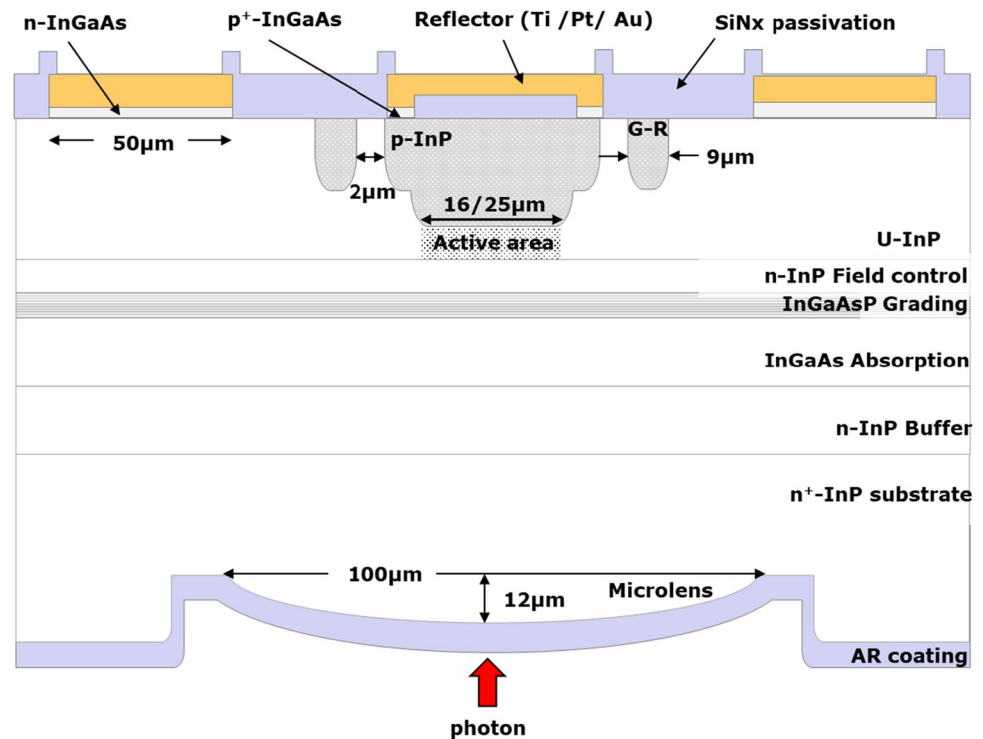 n-InGaAs
p⁺-InGaAs
Reflector (Ti /Pt/ Au)
SiNx passivation
50μm
p-InP
G-R
2μm
9μm
16/25μm
Active area
U-InP
n-InP Field control
InGaAsP Grading
InGaAs Absorption
n-InP Buffer
n⁺-InP substrate
100μm
12μm
Microlens
AR coating
photon